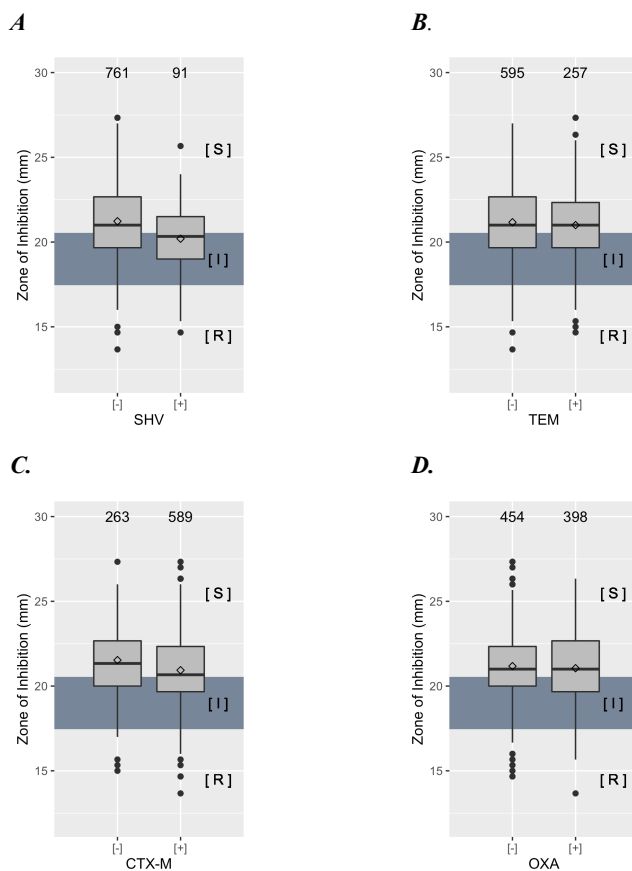 A
B.
30
761
91
[ S ]
25
Zone of Inhibition (mm)
20
[ I ]
15
[ R ]
[-]
[+]
SHV
30
595
257
[ S ]
25
Zone of Inhibition (mm)
20
[ I ]
15
[ R ]
[-]
[+]
TEM
C.
D.
30
263
589
[ S ]
25
Zone of Inhibition (mm)
20
[ I ]
15
[ R ]
[-]
[+]
CTX-M
30
454
398
[ S ]
25
Zone of Inhibition (mm)
20
[ I ]
15
[ R ]
[-]
[+]
OXA